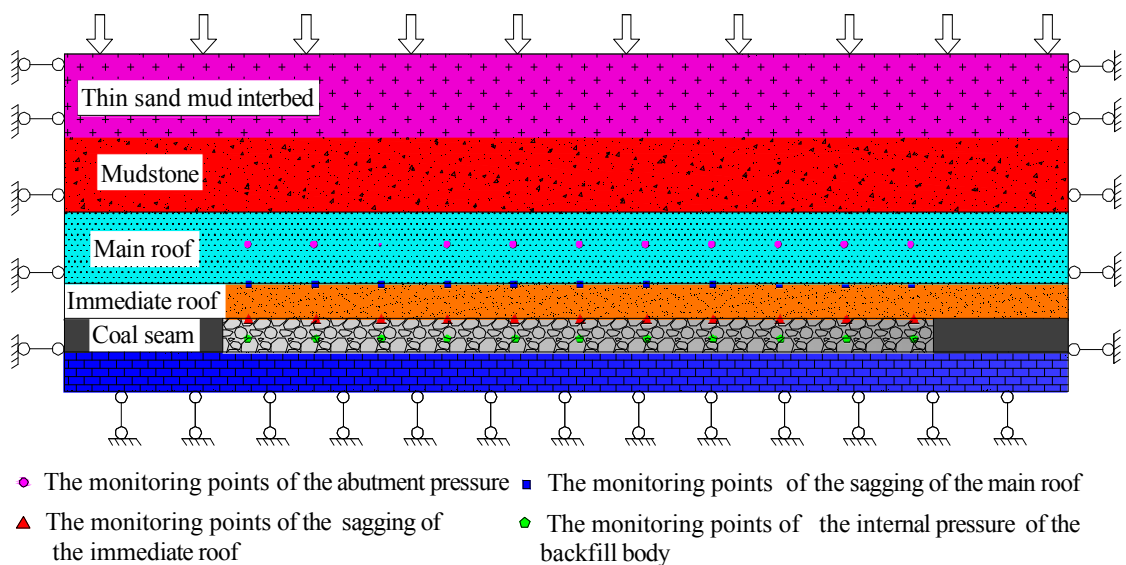 Thin sand mud interbed
Mudstone
Main roof
Immediate roof
Coal seam
The monitoring points of the abutment pressure
The monitoring points of the sagging of the main roof
The monitoring points of the sagging of
the immediate roof
The monitoring points of the internal pressure of the
backfill body